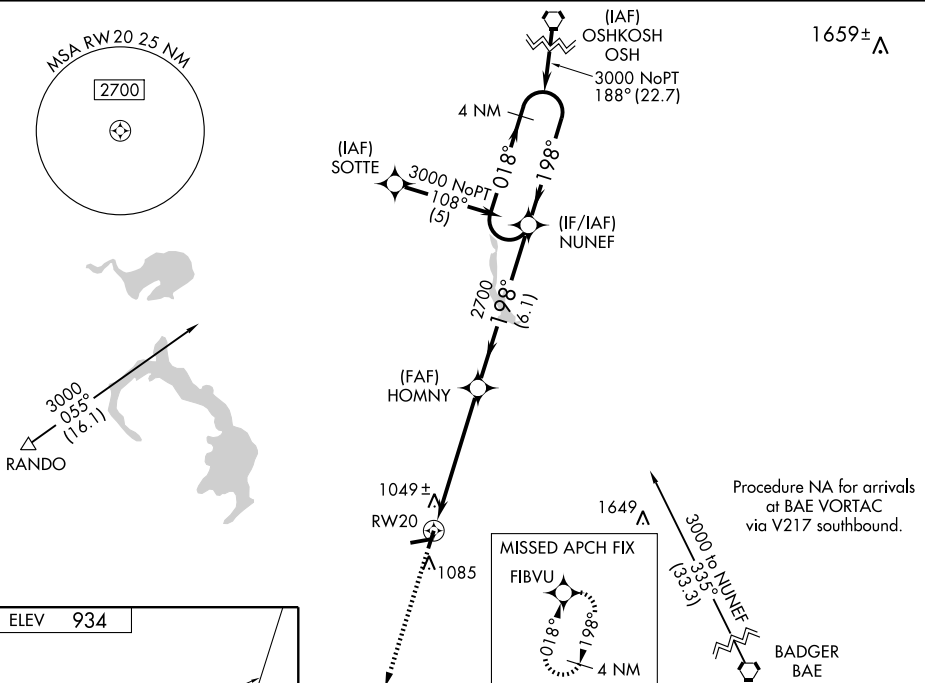 MSA RW20 25 NM
2700
(IAF)
OSHKOSH
OSH
3000 NoPT
188° (22.7)
1659±
4 NM
018°
198°
(IAF)
SOTTE
3000 NoPT
108°
(5)
(IF/IAF)
NUNEF
2700
198°
(6.1)
(FAF)
HOMNY
3000
055°
(16.1)
RANDO
1049±
RW20
1085
1649
Procedure NA for arrivals
at BAE VORTAC
via V217 southbound.
3000 to NUNEF
335°
(33.3)
BADGER
BAE
MISSED APCH FIX
FIBVU
018°
198°
4 NM
ELEV 934